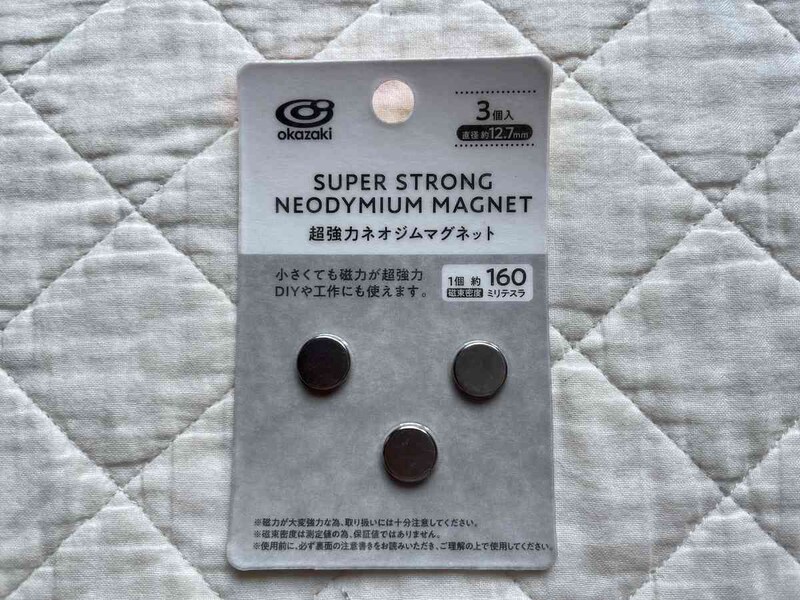 okazaki
3個入
直径 約12.7mm
SUPER STRONG
NEODYMIUM MAGNET
超強力ネオジムマグネット
小さくても磁力が超強力
DIYや工作にも使えます。
1個 約 160
磁束密度 ミリテスラ
※磁力が大変強力な為、取り扱いには十分注意してください。
※磁束密度は測定値の為、保証値ではありません。
※使用前に、必ず裏面の注意書きをお読みいただき、ご理解の上で使用してください。